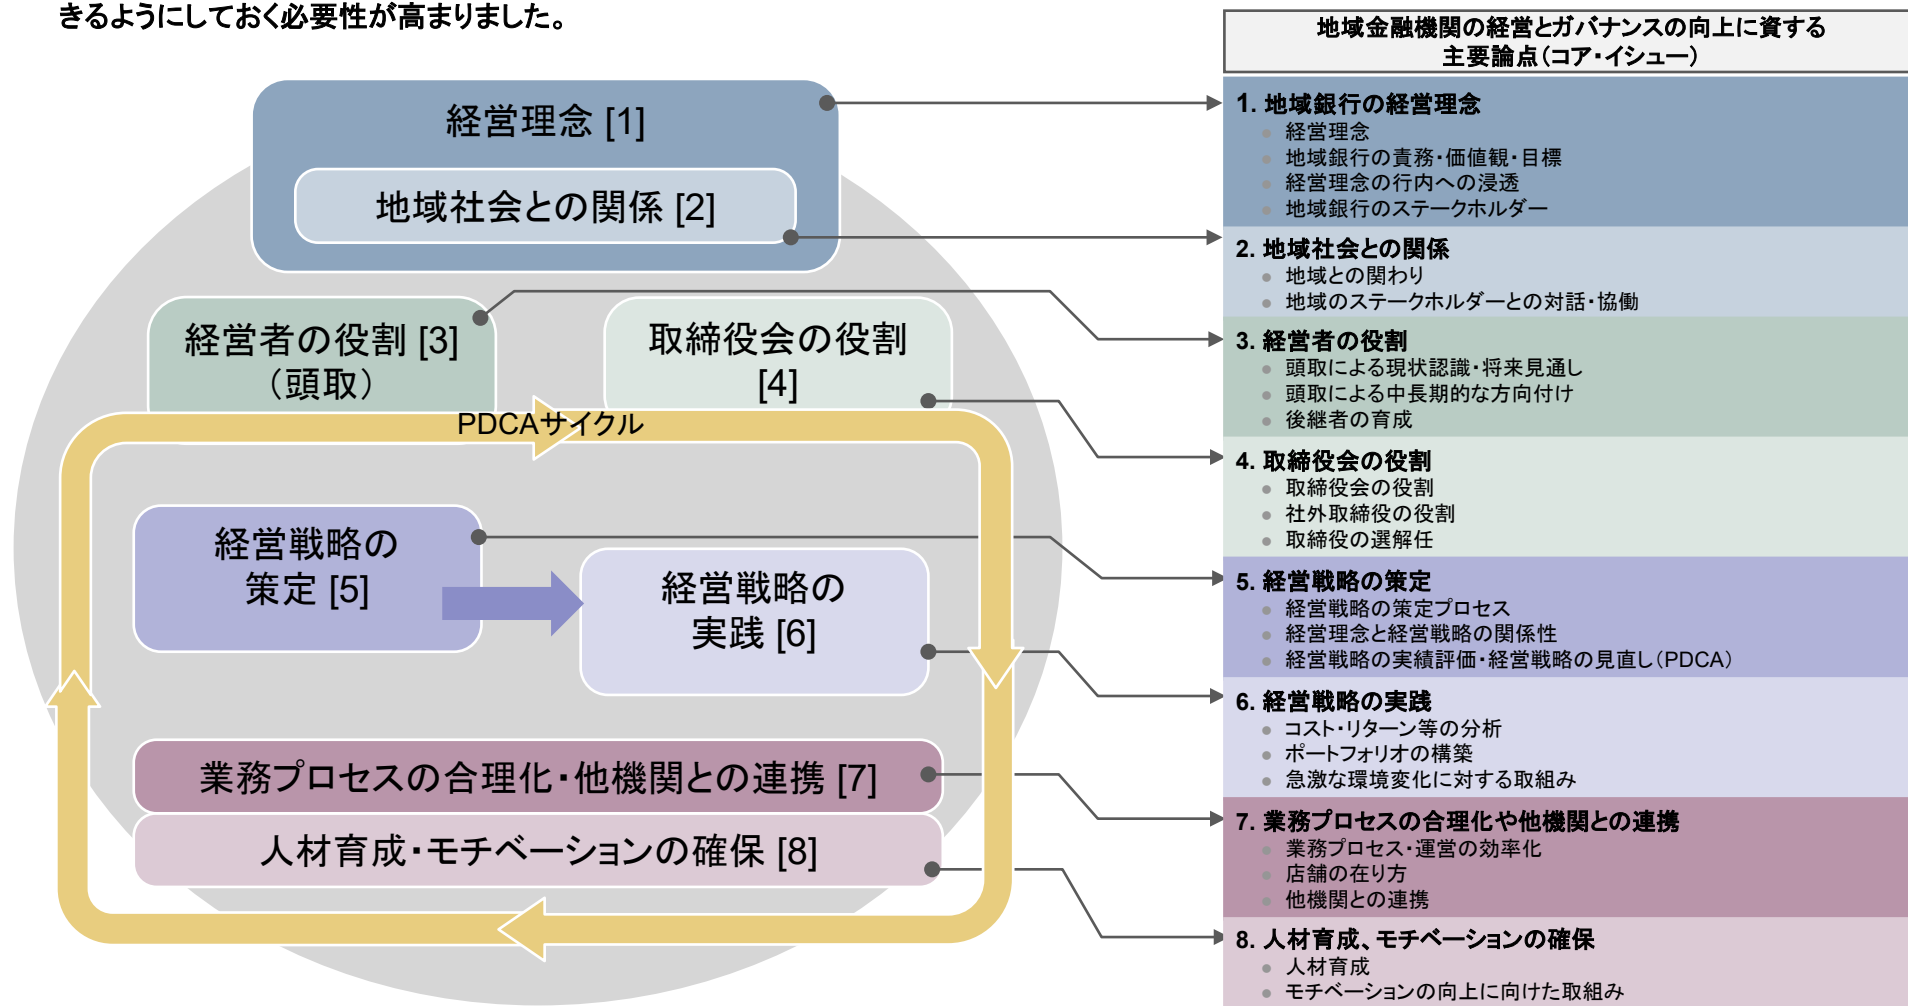 きるようにしておく必要性が高まりました。
経営理念 [1]
地域社会との関係 [2]
経営者の役割 [3]
（頭取）
取締役会の役割
[4]
PDCAサイクル
経営戦略の
策定 [5]
経営戦略の
実践 [6]
業務プロセスの合理化・他機関との連携 [7]
人材育成・モチベーションの確保 [8]
地域金融機関の経営とガバナンスの向上に資する
主要論点（コア・イシュー）
1. 地域銀行の経営理念
● 経営理念
● 地域銀行の責務・価値観・目標
● 経営理念の行内への浸透
● 地域銀行のステークホルダー
2. 地域社会との関係
● 地域との関わり
● 地域のステークホルダーとの対話・協働
3. 経営者の役割
● 頭取による現状認識・将来見通し
● 頭取による中長期的な方向付け
● 後継者の育成
4. 取締役会の役割
● 取締役会の役割
● 社外取締役の役割
● 取締役の選解任
5. 経営戦略の策定
● 経営戦略の策定プロセス
● 経営理念と経営戦略の関係性
● 経営戦略の実績評価・経営戦略の見直し（PDCA）
6. 経営戦略の実践
● コスト・リターン等の分析
● ポートフォリオの構築
● 急激な環境変化に対する取組み
7. 業務プロセスの合理化や他機関との連携
● 業務プロセス・運営の効率化
● 店舗の在り方
● 他機関との連携
8. 人材育成、モチベーションの確保
● 人材育成
● モチベーションの向上に向けた取組み